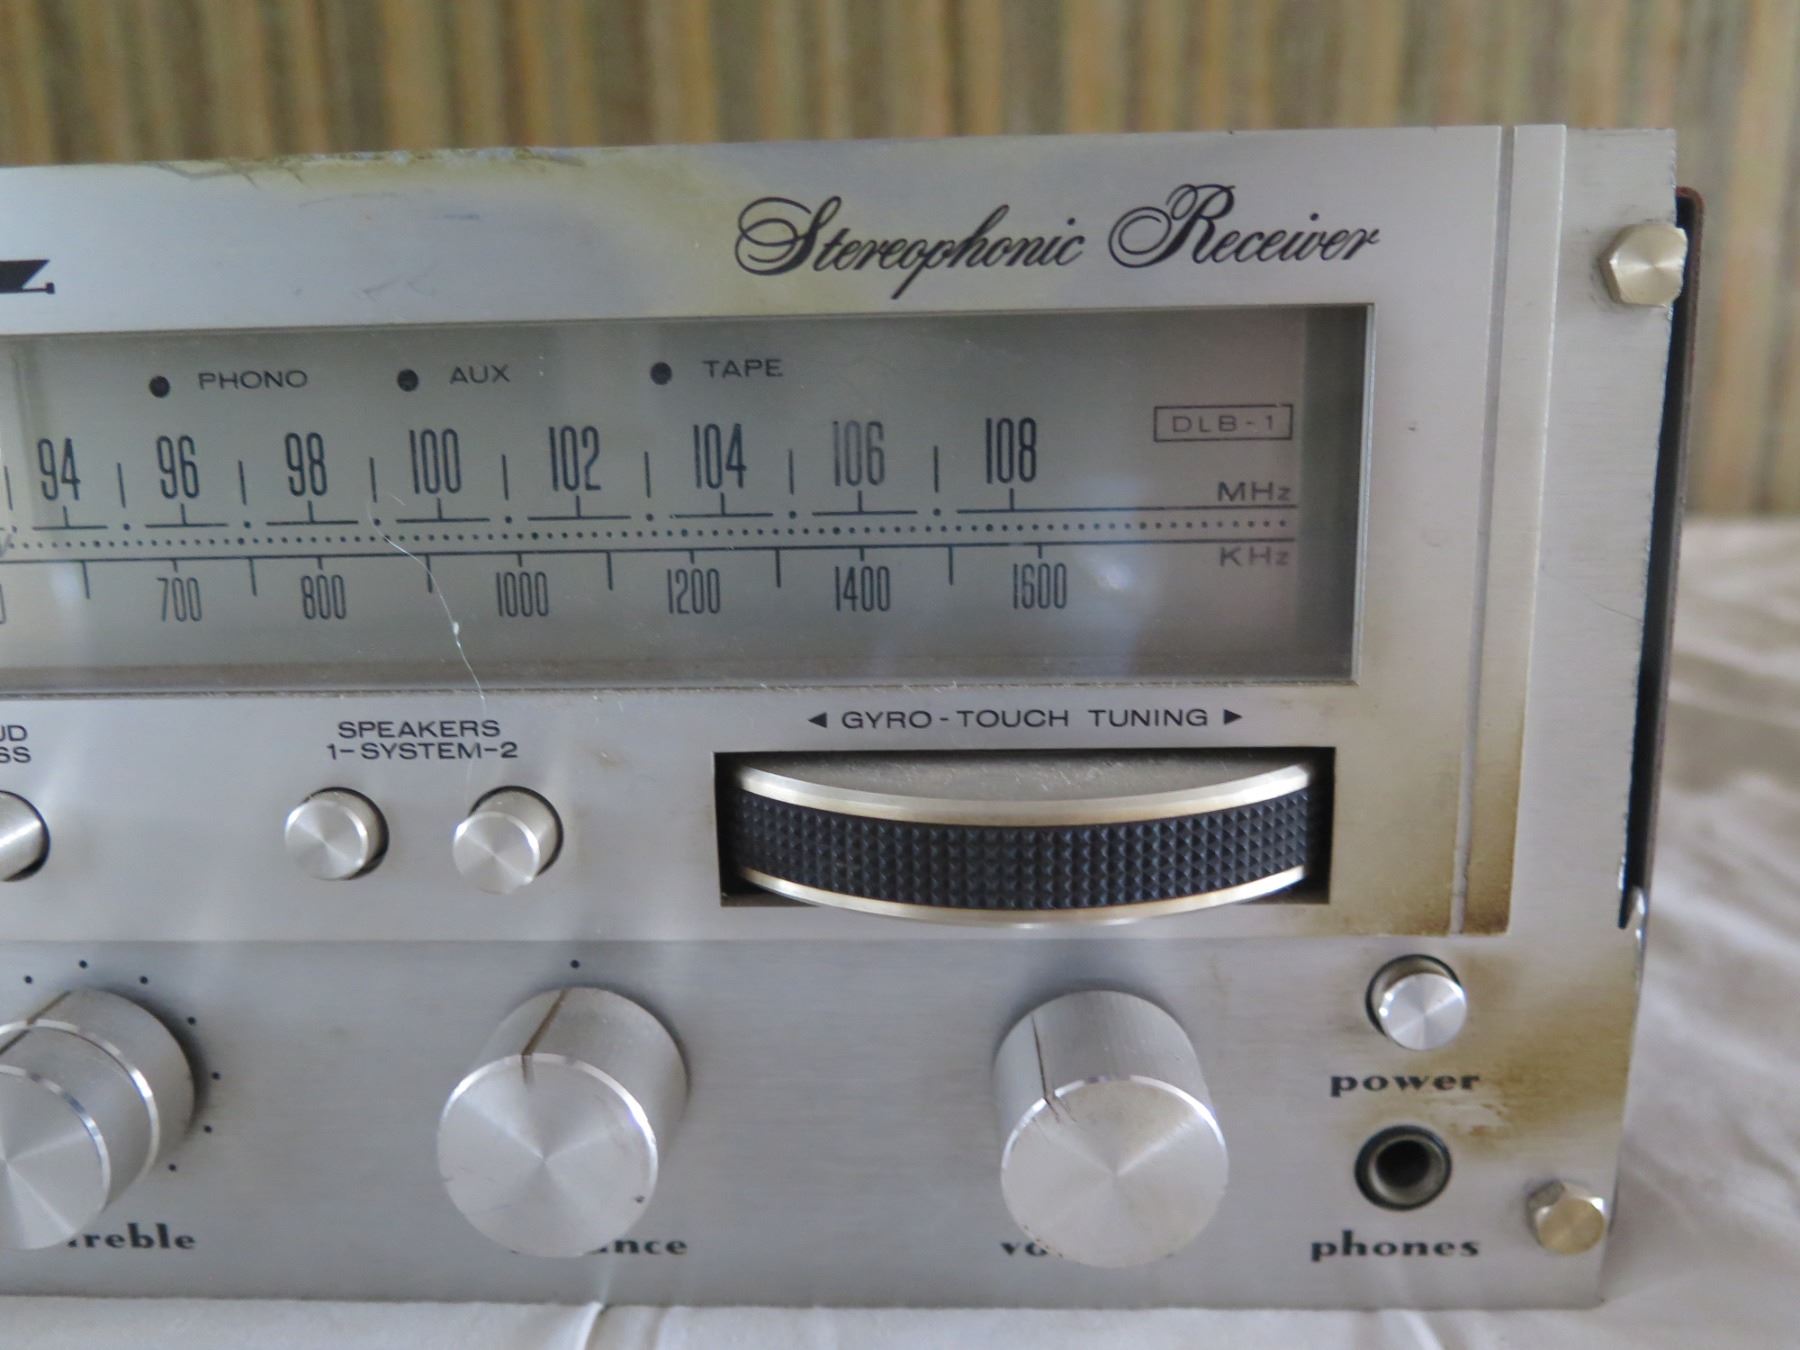 Stereophonic Receiver
PHONO AUX TAPE
94 96 98 100 102 104 106 108 DLB-1
MHz
KHz
700 800 1000 1200 1400 1600
SPEAKERS
1-SYSTEM-2
◄ GYRO-TOUCH TUNING ►
power
treble
phones